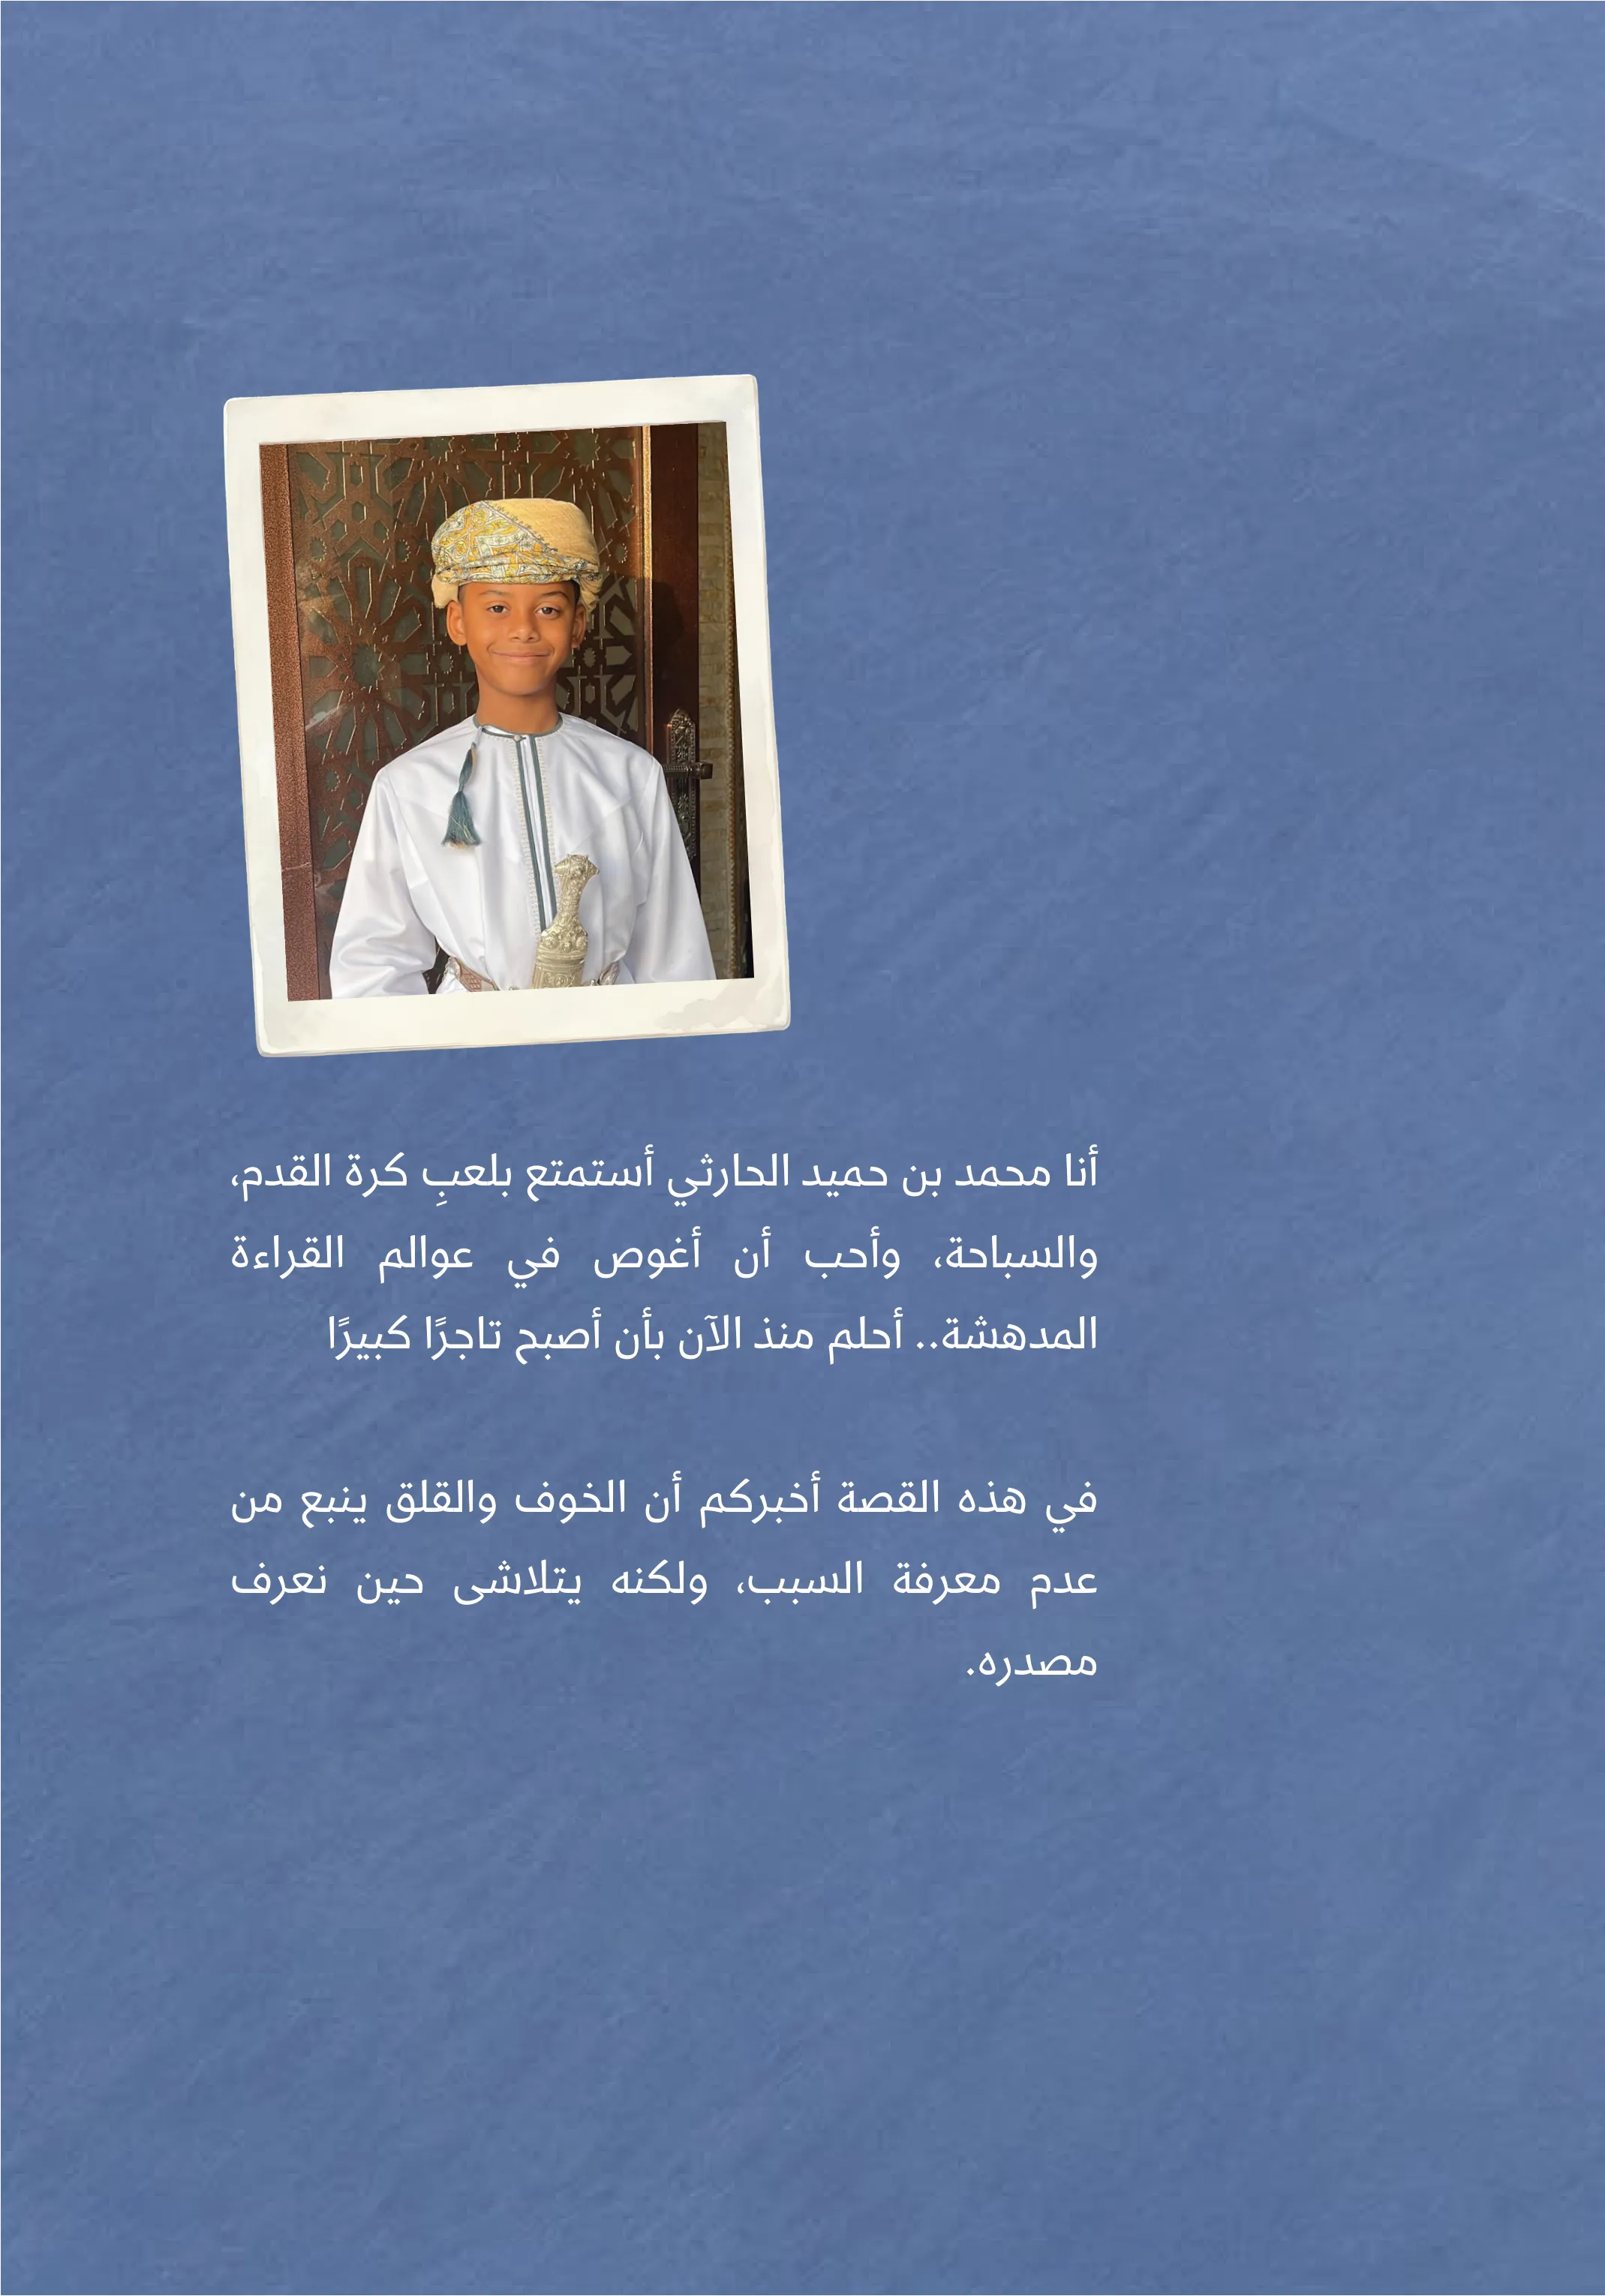 أنا محمد بن حميد الحارثي أستمتع بلعبِ كرة القدم،
والسباحة، وأحب أن أغوص في عوالم القراءة
المدهشة.. أحلم منذ الآن بأن أصبح تاجرًا كبيرًا
في هذه القصة أخبركم أن الخوف والقلق ينبع من
عدم معرفة السبب، ولكنه يتلاشى حين نعرف
مصدره.